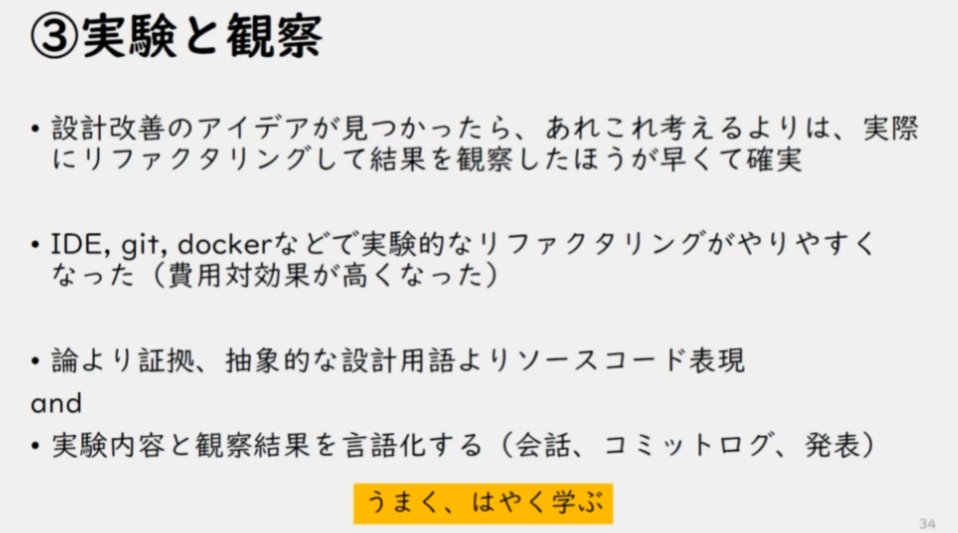 ③実験と観察
• 設計改善のアイデアが見つかったら、あれこれ考えるよりは、実際
にリファクタリングして結果を観察したほうが早くて確実
• IDE, git, dockerなどで実験的なリファクタリングがやりやすく
なった（費用対効果が高くなった）
• 論より証拠、抽象的な設計用語よりソースコード表現
and
• 実験内容と観察結果を言語化する（会話、コミットログ、発表）
うまく、はやく学ぶ
34